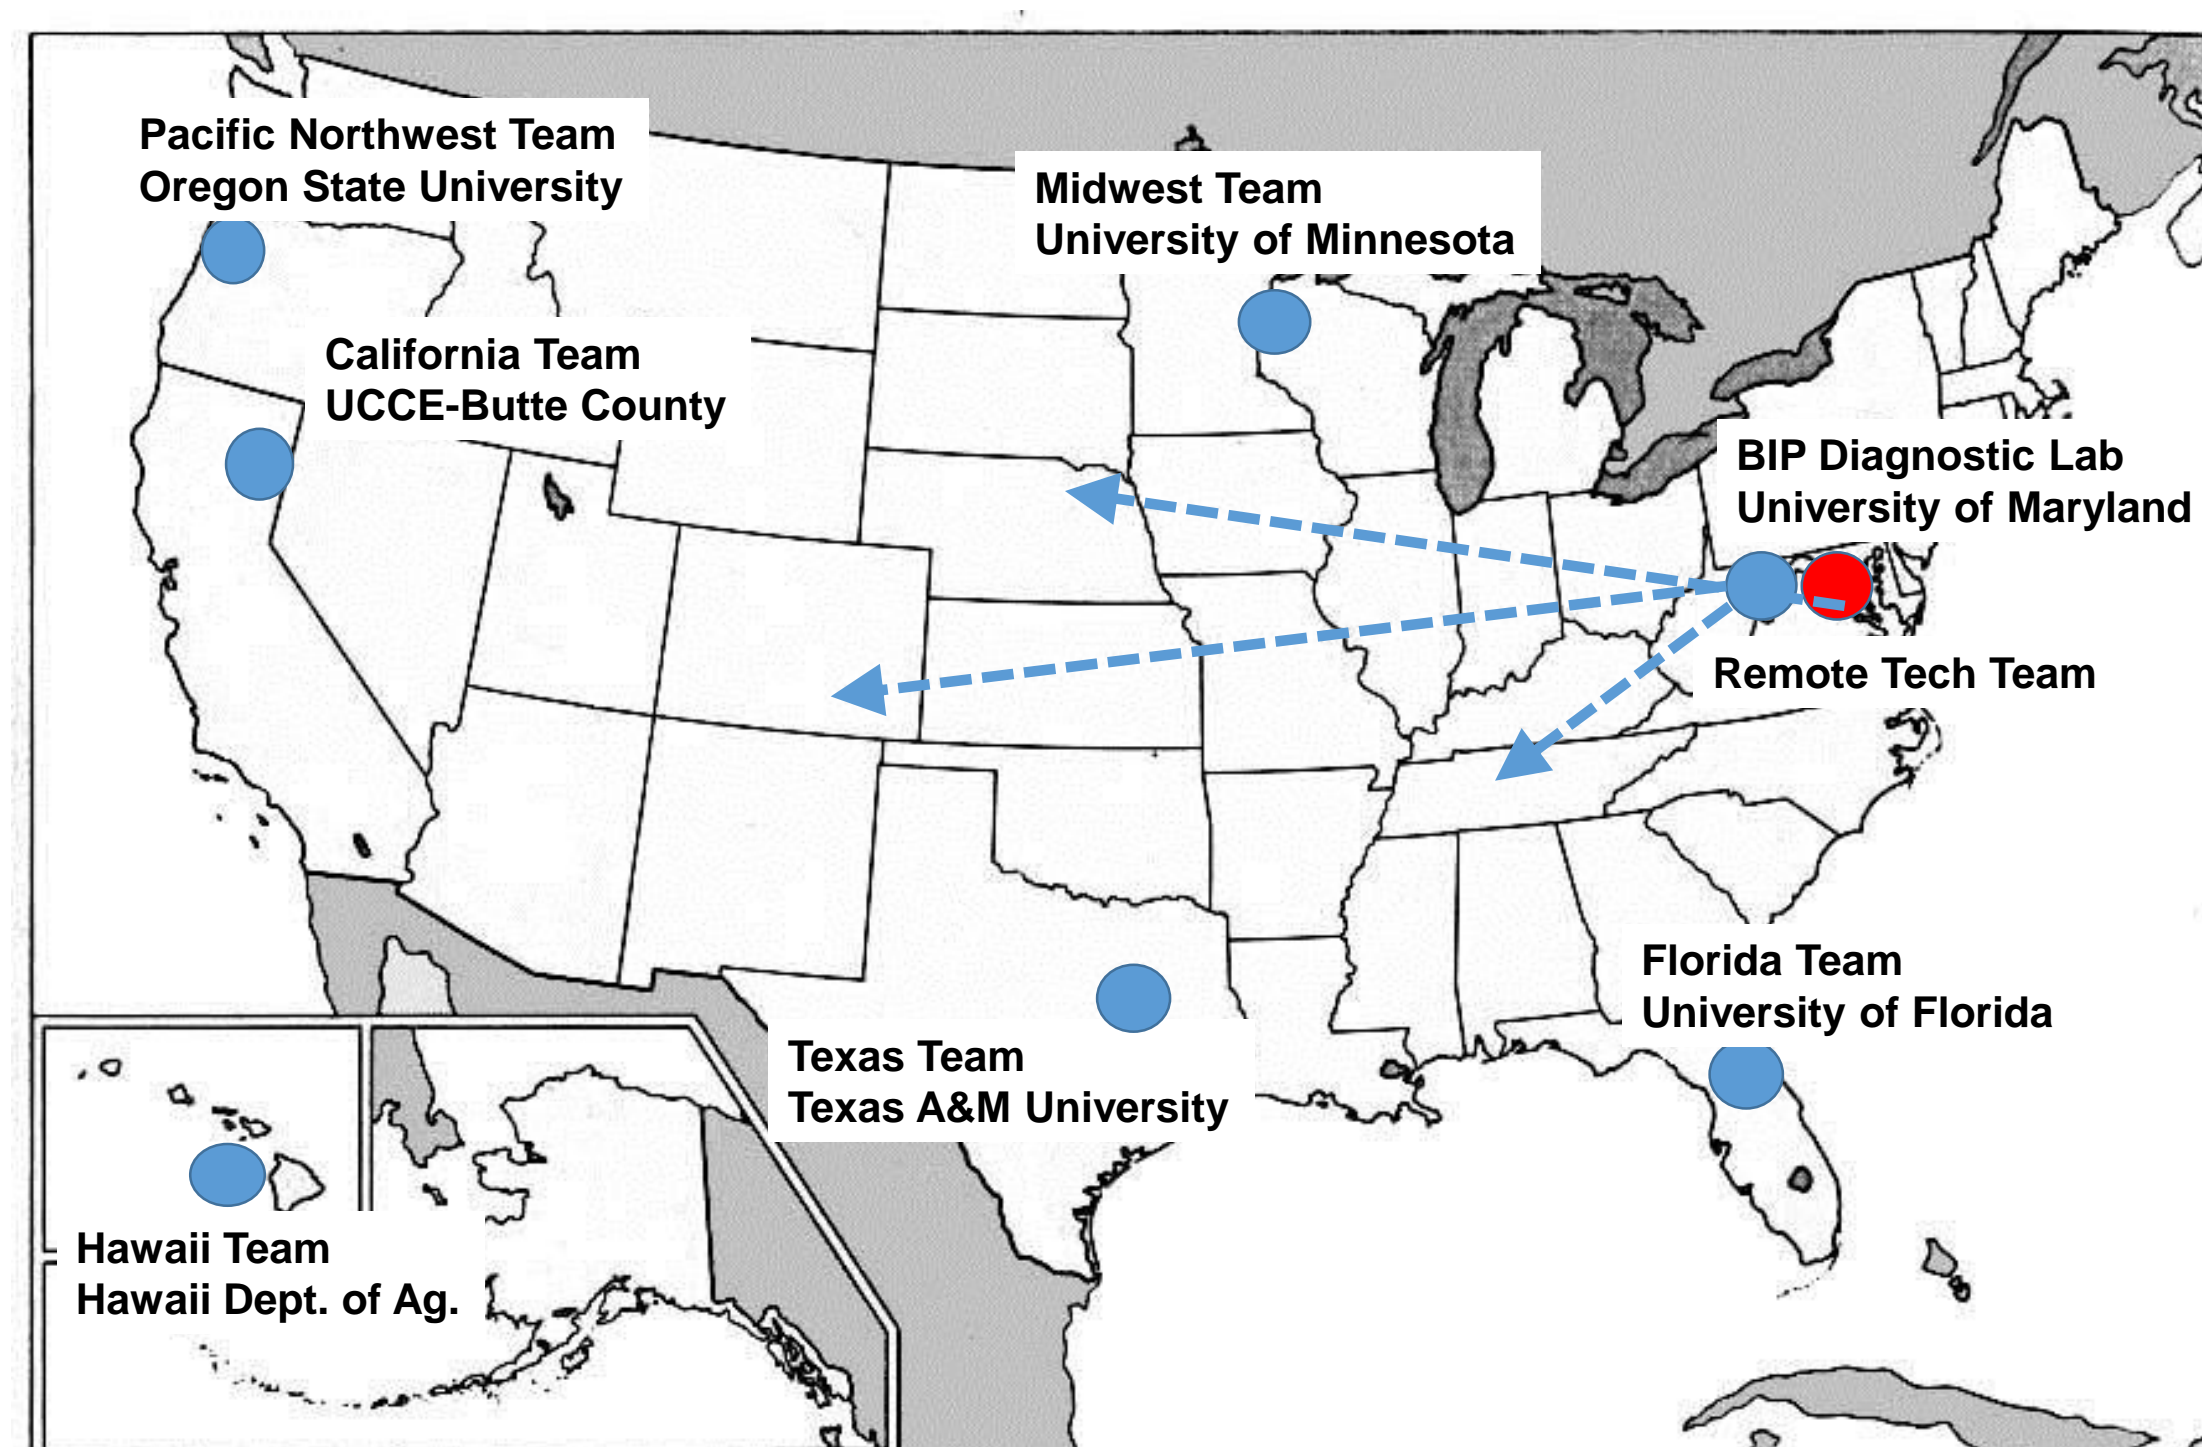 Pacific Northwest Team
Oregon State University
Midwest Team
University of Minnesota
California Team
UCCE-Butte County
BIP Diagnostic Lab
University of Maryland
Remote Tech Team
Florida Team
University of Florida
Texas Team
Texas A&M University
Hawaii Team
Hawaii Dept. of Ag.